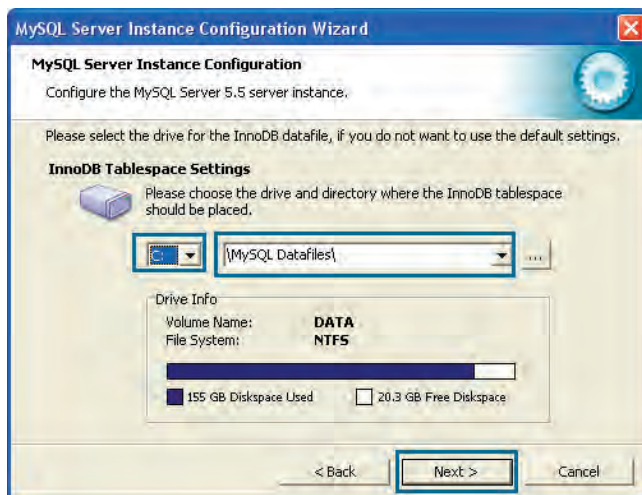 MySQL Server Instance Configuration Wizard
MySQL Server Instance Configuration
Configure the MySQL Server 5.5 server instance.
Please select the drive for the InnoDB datafile, if you do not want to use the default settings.
InnoDB Tablespace Settings
Please choose the drive and directory where the InnoDB tablespace
should be placed.
C: \MySQL Datafiles\ ...
Drive Info
Volume Name: DATA
File System: NTFS
155 GB Diskspace Used 20.3 GB Free Diskspace
< Back Next > Cancel